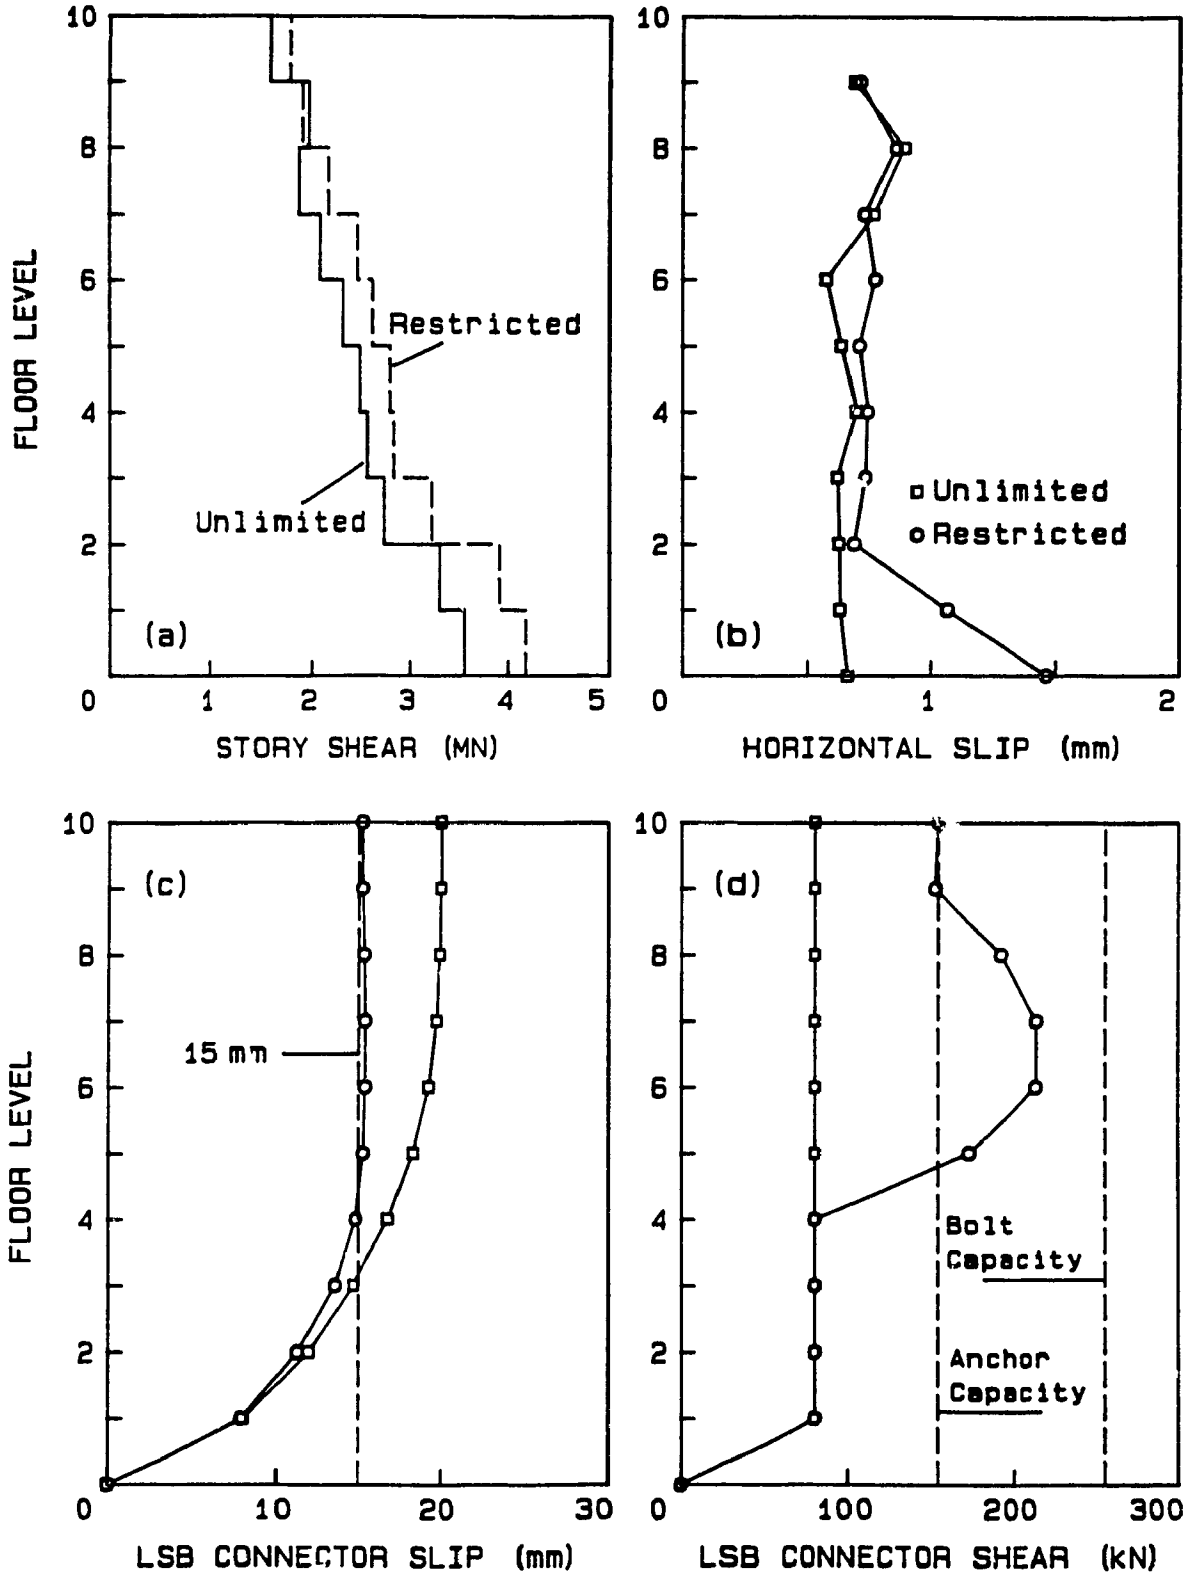 10
8
6
4
2
0
1
2
3
4
5
FLOOR LEVEL
STORY SHEAR (MN)
Restricted
Unlimited
(a)
10
8
6
4
2
0
1
2
HORIZONTAL SLIP (mm)
Unlimited
Restricted
(b)
10
8
6
4
2
0
10
20
30
FLOOR LEVEL
LSB CONNECTOR SLIP (mm)
(c)
15 mm
10
8
6
4
2
0
100
200
300
LSB CONNECTOR SHEAR (kN)
(d)
Bolt
Capacity
Anchor
Capacity